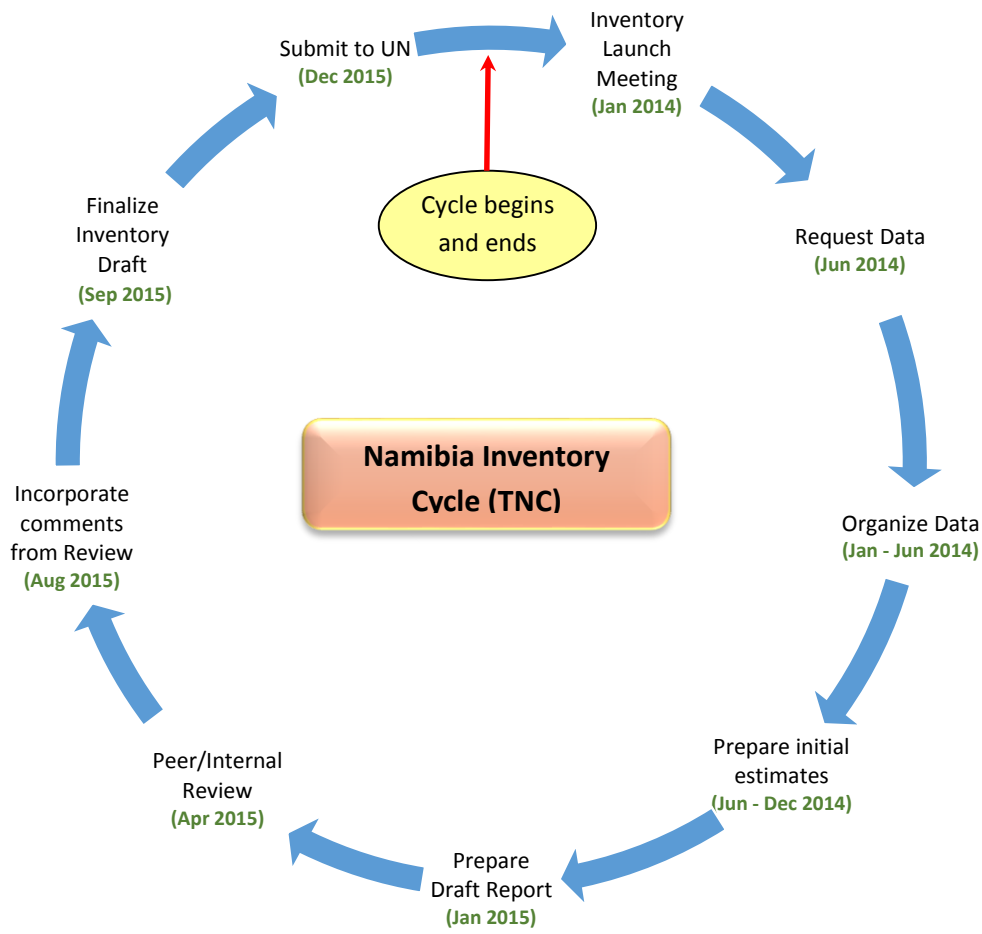 Submit to UN
(Dec 2015)
Inventory
Launch
Meeting
(Jan 2014)
Cycle begins
and ends
Request Data
(Jun 2014)
Organize Data
(Jan - Jun 2014)
Prepare initial
estimates
(Jun - Dec 2014)
Prepare
Draft Report
(Jan 2015)
Peer/Internal
Review
(Apr 2015)
Incorporate
comments
from Review
(Aug 2015)
Finalize
Inventory
Draft
(Sep 2015)
Namibia Inventory
Cycle (TNC)